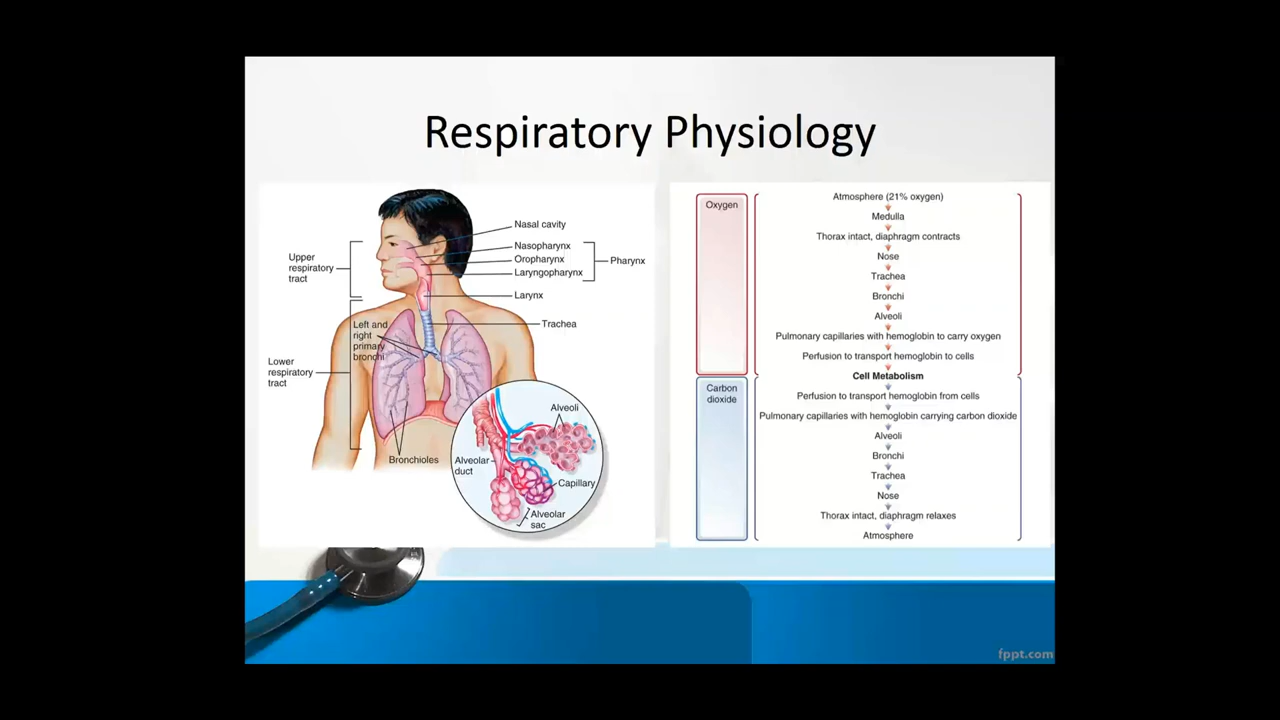 Respiratory Physiology
Nasal cavity
Nasopharynx
Oropharynx
Laryngopharynx
Pharynx
Larynx
Trachea
Upper
respiratory
tract
Left and
right
primary
bronchi
Lower
respiratory
tract
Bronchioles
Alveoli
Alveolar
duct
Capillary
Alveolar
sac
Oxygen
Atmosphere (21% oxygen)
Medulla
Thorax intact, diaphragm contracts
Nose
Trachea
Bronchi
Alveoli
Pulmonary capillaries with hemoglobin to carry oxygen
Perfusion to transport hemoglobin to cells
Cell Metabolism
Carbon
dioxide
Perfusion to transport hemoglobin from cells
Pulmonary capillaries with hemoglobin carrying carbon dioxide
Alveoli
Bronchi
Trachea
Nose
Thorax intact, diaphragm relaxes
Atmosphere
fppt.com